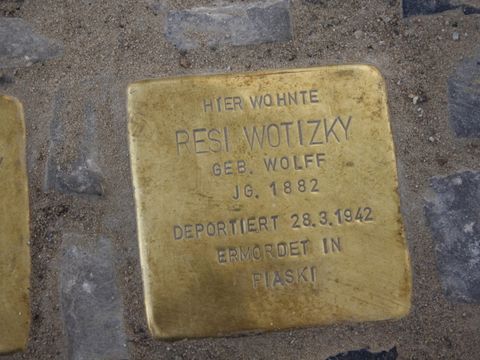 HIER WOHNTE
RESI WOTIZKY
GEB. WOLFF
JG. 1882
DEPORTIERT 28.3.1942
ERMORDET IN
PIASKI